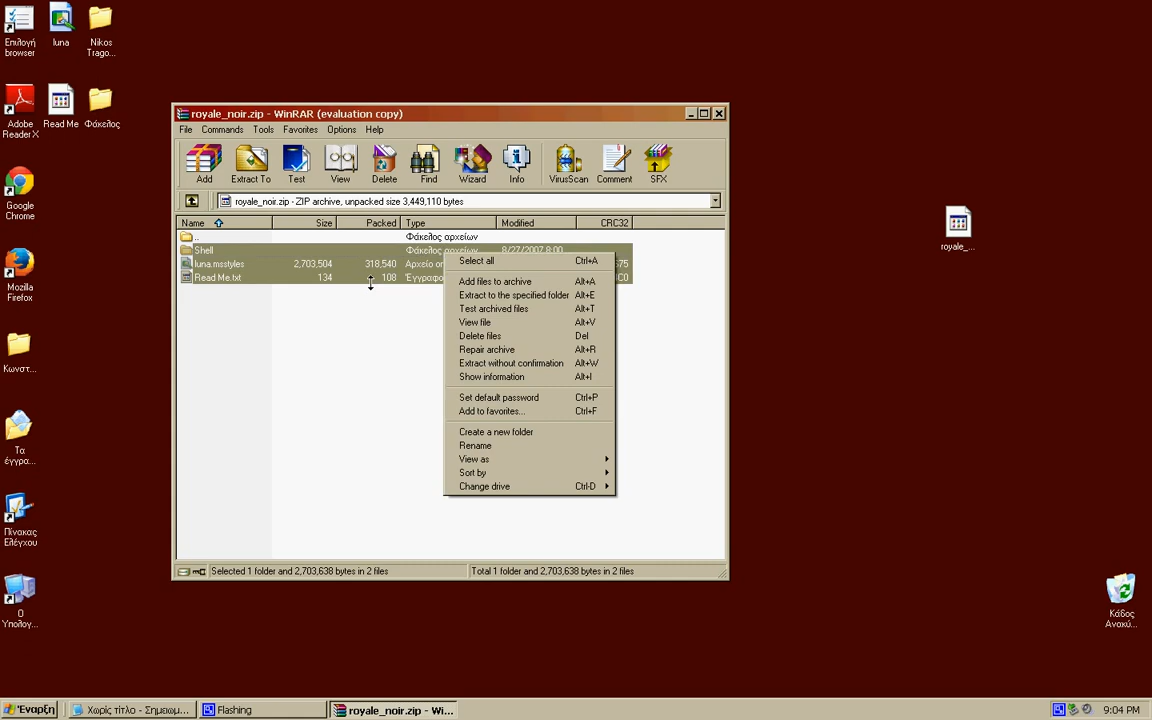 Επιλογή browser
luna
Nikos Trago...
Adobe Reader X
Read Me
Φάκελος
Google Chrome
Mozilla Firefox
Κωνστ...
Τα έγγρα...
Πίνακας Ελέγχου
Ο Υπολογ...
royale_noir.zip - WinRAR (evaluation copy)
File Commands Tools Favorites Options Help
Add Extract To Test View Delete Find Wizard Info VirusScan Comment SFX
royale_noir.zip - ZIP archive, unpacked size 3,449,110 bytes
Name Size Packed Type Modified CRC32
.. Φάκελος αρχείων
Shell Φάκελος αρχείων 8/27/2007 8:00
luna.msstyles 2,703,504 318,540 Αρχείο
Read Me.txt 134 108
Select all Ctrl+A
Add files to archive Alt+A
Extract to the specified folder Alt+E
Test archived files Alt+T
View file Alt+V
Delete files Del
Repair archive Alt+R
Extract without confirmation Alt+W
Show information Alt+I
Set default password Ctrl+P
Add to favorites... Ctrl+F
Create a new folder
Rename
View as
Sort by
Change drive Ctrl-D
Selected 1 folder and 2,703,638 bytes in 2 files
Total 1 folder and 2,703,638 bytes in 2 files
royale_...
Κάδος Ανακύ...
Έναρξη
Χωρίς τίτλο - Σημειωμ...
Flashing
royale_noir.zip - Wi...
9:04 PM